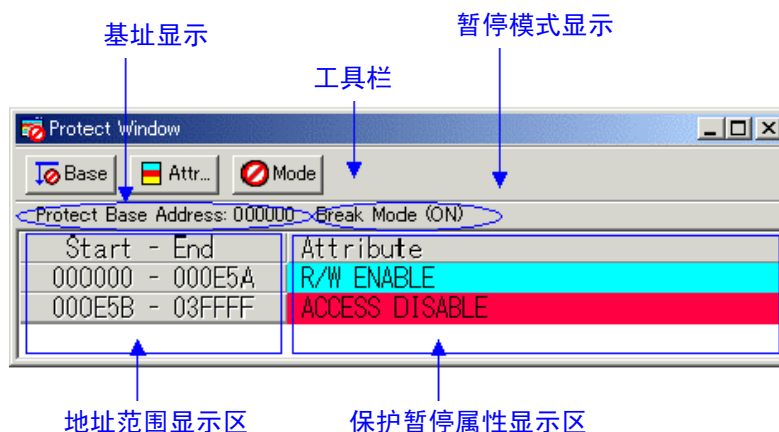 基址显示
暂停模式显示
工具栏
Protect Window
Base Attr... Mode
Protect Base Address: 000000 Break Mode (ON)
Start - End Attribute
000000 - 000E5A R/W ENABLE
000E5B - 03FFFF ACCESS DISABLE
地址范围显示区
保护暂停属性显示区